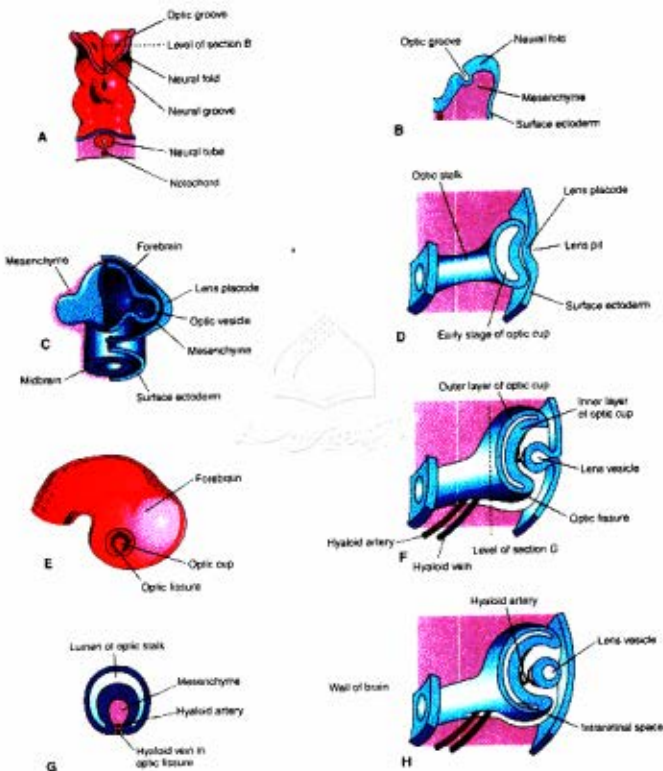 Optic groove
Level of section B
Neural fold
Neural groove
A
Neural tube
Notochord
Neural fold
Optic groove
Mesenchyme
B
Surface ectoderm
Forebrain
Mesenchyme
Lens placode
Optic vesicle
C
Mesenchyme
Midbrain
Surface ectoderm
Optic stalk
Lens placode
Lens pit
Surface ectoderm
D
Early stage of optic cup
Forebrain
E
Optic cup
Optic fissure
Outer layer of optic cup
Inner layer
of optic cup
Lens vesicle
Optic fissure
Hyaloid artery
F
Level of section G
Hyaloid vein
Lumen of optic stalk
Mesenchyme
Hyaloid artery
Hyaloid vein in
optic fissure
G
Hyaloid artery
Lens vesicle
Wall of brain
Intraretinal space
H